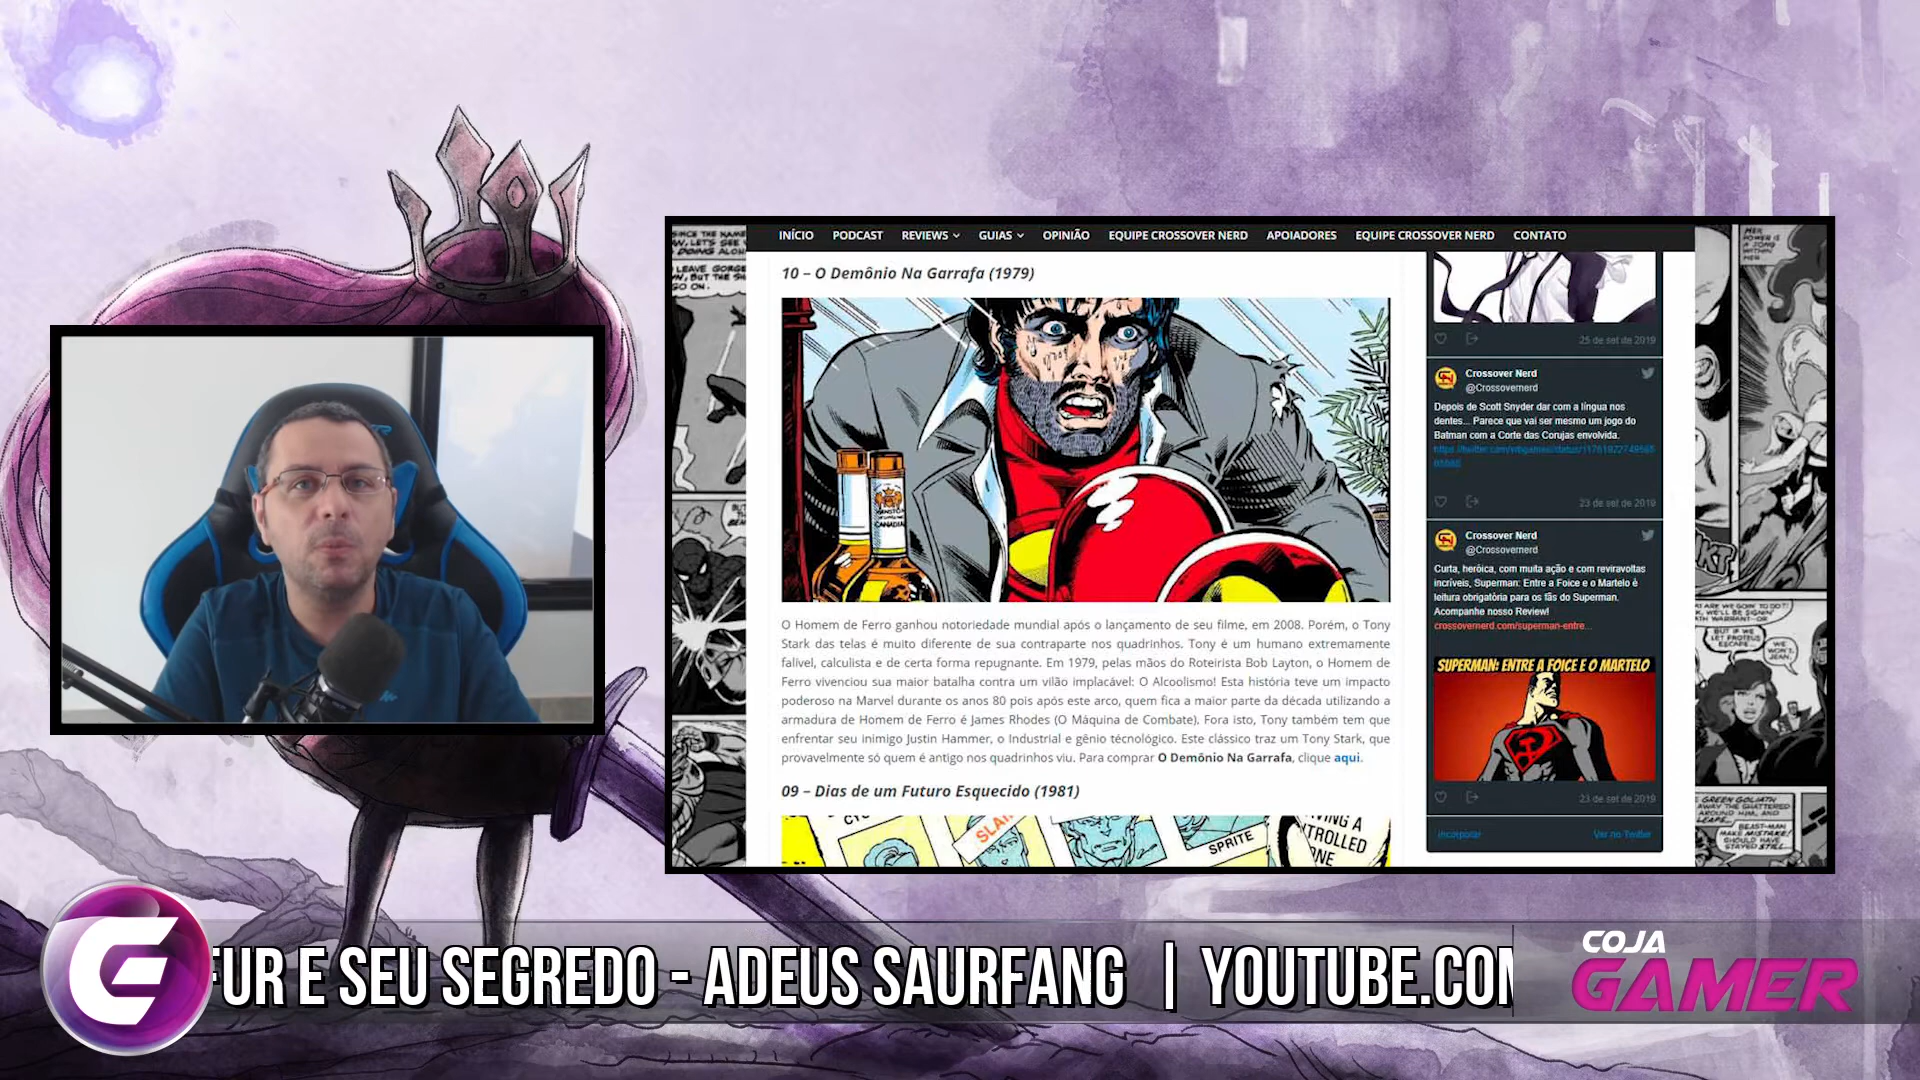 INÍCIO PODCAST REVIEWS GUIAS OPINIÃO EQUIPE CROSSOVER NERD APOIADORES EQUIPE CROSSOVER NERD CONTATO
10 – O Demônio Na Garrafa (1979)
O Homem de Ferro ganhou notoriedade mundial após o lançamento de seu filme, em 2008. Porém, o Tony
Stark das telas é muito diferente de sua contraparte nos quadrinhos. Tony é um humano extremamente
falível, calculista e de certa forma repugnante. Em 1979, pelas mãos do Roteirista Bob Layton, o Homem de
Ferro vivenciou sua maior batalha contra um vilão implacável: O Alcoolismo! Esta história teve um impacto
poderoso na Marvel durante os anos 80 pois após este arco, quem fica a maior parte da década utilizando a
armadura de Homem de Ferro é James Rhodes (O Máquina de Combate). Fora isto, Tony também tem que
enfrentar seu inimigo Justin Hammer, o Industrial e gênio técnológico. Este clássico traz um Tony Stark, que
provavelmente só quem é antigo nos quadrinhos viu. Para comprar O Demônio Na Garrafa, clique aqui.
09 – Dias de um Futuro Esquecido (1981)
SPRITE
25 de set de 2019
Crossover Nerd
@Crossovernerd
Depois de Scott Snyder dar com a língua nos
dentes... Parece que vai ser mesmo um jogo do
Batman com a Corte das Corujas envolvida.
23 de set de 2019
Crossover Nerd
@Crossovernerd
Curta, heróica, com muita ação e com reviravoltas
incríveis, Superman: Entre a Foice e o Martelo é
leitura obrigatória para os fãs do Superman.
Acompanhe nosso Review!
crossovernerd.com/superman-entre...
SUPERMAN: ENTRE A FOICE E O MARTELO
23 de set de 2019
Incorporar Ver no Twitter
FUR E SEU SEGREDO - ADEUS SAURFANG | YOUTUBE.COM
COJA
GAMER